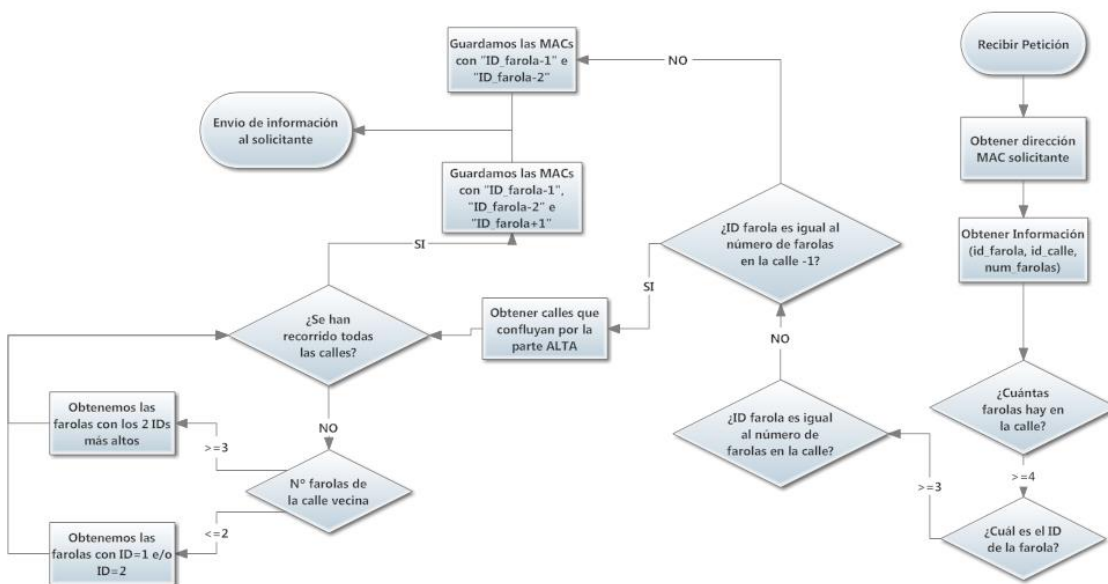 Recibir Petición
Obtener dirección
MAC solicitante
Obtener Información
(id_farola, id_calle,
num_farolas)
¿Cuántas
farolas hay en
la calle?
>=4
¿Cuál es el ID
de la farola?
>=3
¿ID farola es igual
al número de
farolas en la calle?
NO
¿ID farola es igual al
número de farolas
en la calle -1?
NO
SI
Guardamos las MACs
con "ID_farola-1" e
"ID_farola-2"
Envio de información
al solicitante
Guardamos las MACs
con "ID_farola-1",
"ID_farola-2" e
"ID_farola+1"
SI
Obtener calles que
confluyan por la
parte ALTA
¿Se han
recorrido todas
las calles?
NO
Nº farolas de
la calle vecina
>=3
<=2
Obtenemos las
farolas con los 2 IDs
más altos
Obtenemos las
farolas con ID=1 e/o
ID=2